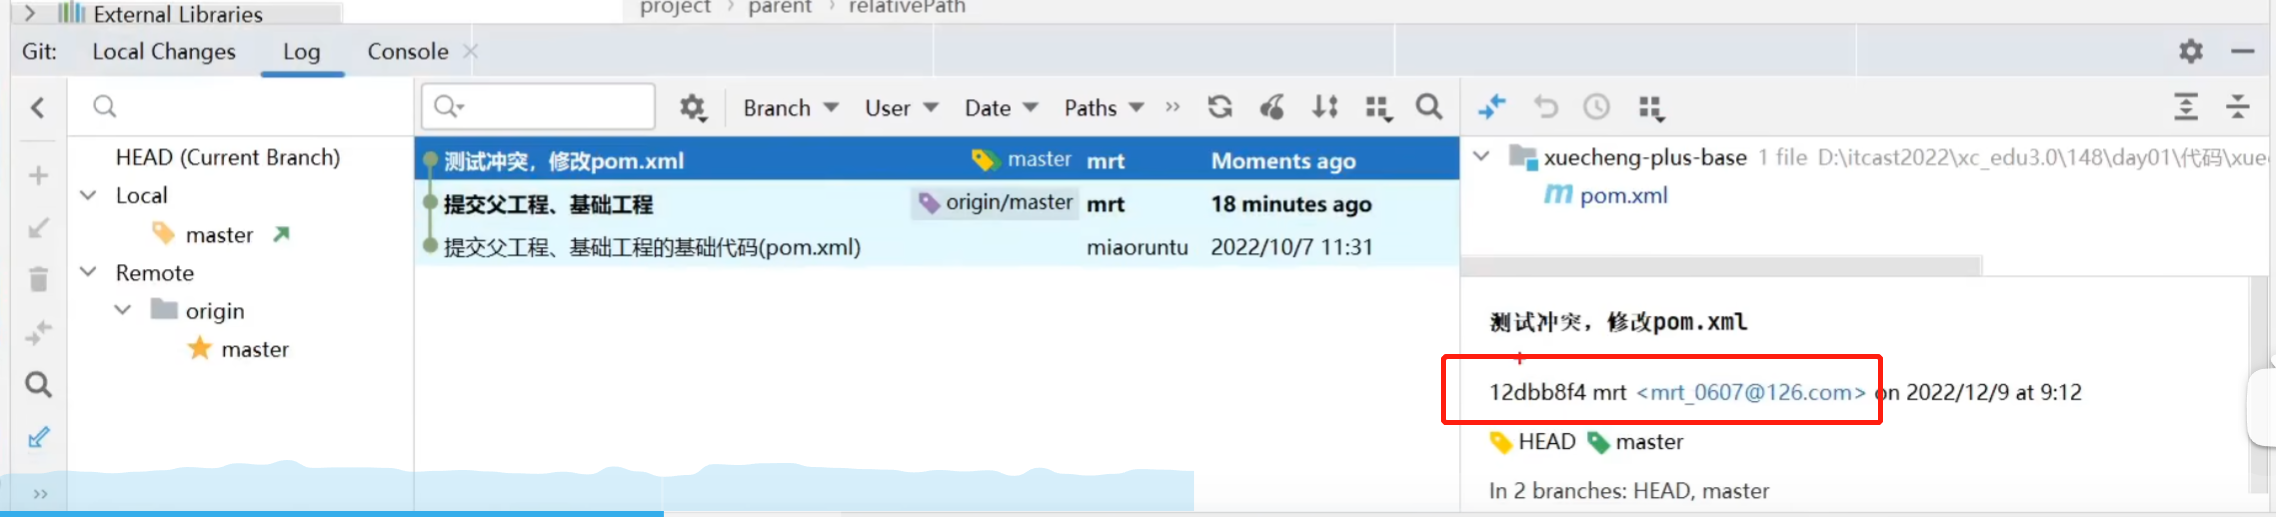 External Libraries
project › parent › relativePath
Git: Local Changes Log Console
Branch User Date Paths »
HEAD (Current Branch)
Local
master
Remote
origin
master
»
测试冲突，修改pom.xml master mrt Moments ago
提交父工程、基础工程 origin/master mrt 18 minutes ago
提交父工程、基础工程的基础代码(pom.xml) miaoruntu 2022/10/7 11:31
xuecheng-plus-base 1 file D:\itcast2022\xc_edu3.0\148\day01\代码\xue
pom.xml
测试冲突，修改pom.xml
12dbb8f4 mrt <mrt_0607@126.com> on 2022/12/9 at 9:12
HEAD master
In 2 branches: HEAD, master